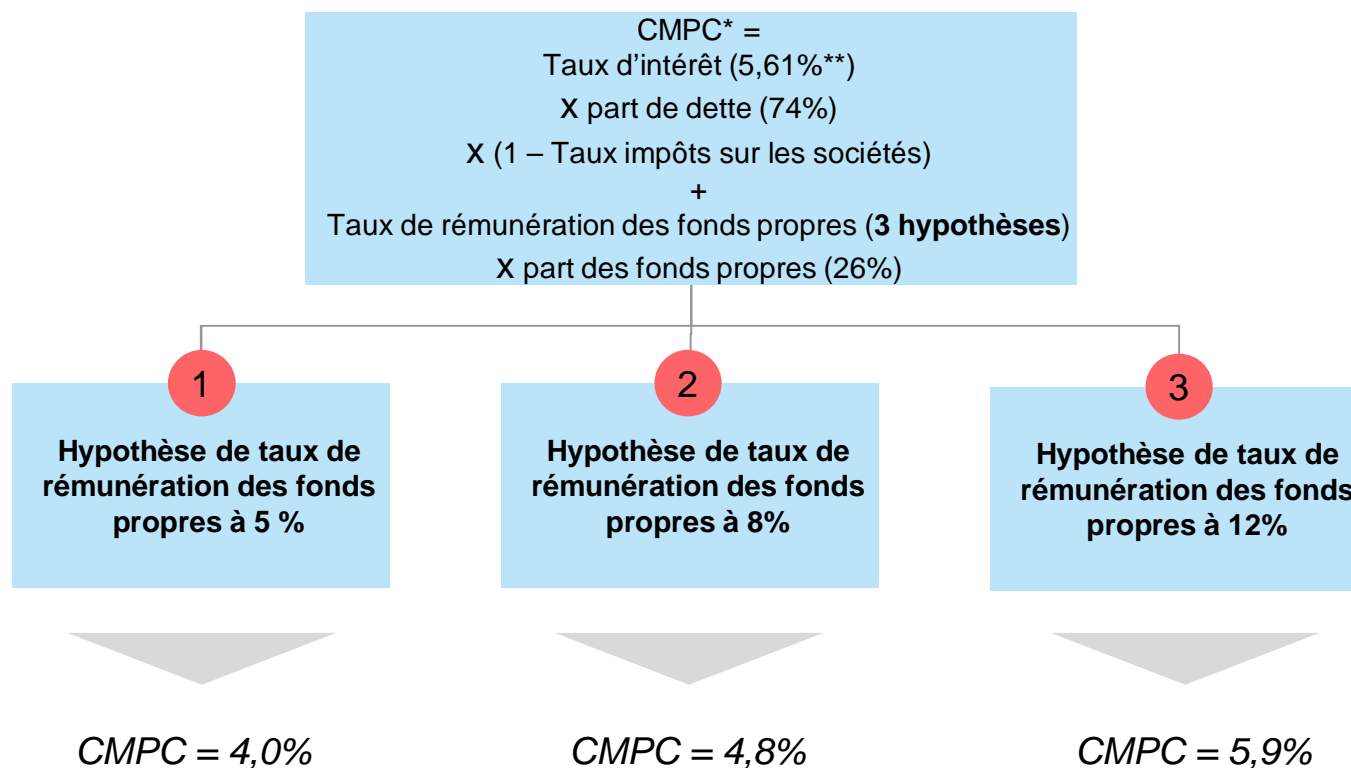 CMPC* =
Taux d’intérêt (5,61%**)
X part de dette (74%)
X (1 – Taux impôts sur les sociétés)
+
Taux de rémunération des fonds propres (3 hypothèses)
X part des fonds propres (26%)
1
Hypothèse de taux de
rémunération des fonds
propres à 5 %
CMPC = 4,0%
2
Hypothèse de taux de
rémunération des fonds
propres à 8%
CMPC = 4,8%
3
Hypothèse de taux de
rémunération des fonds
propres à 12%
CMPC = 5,9%